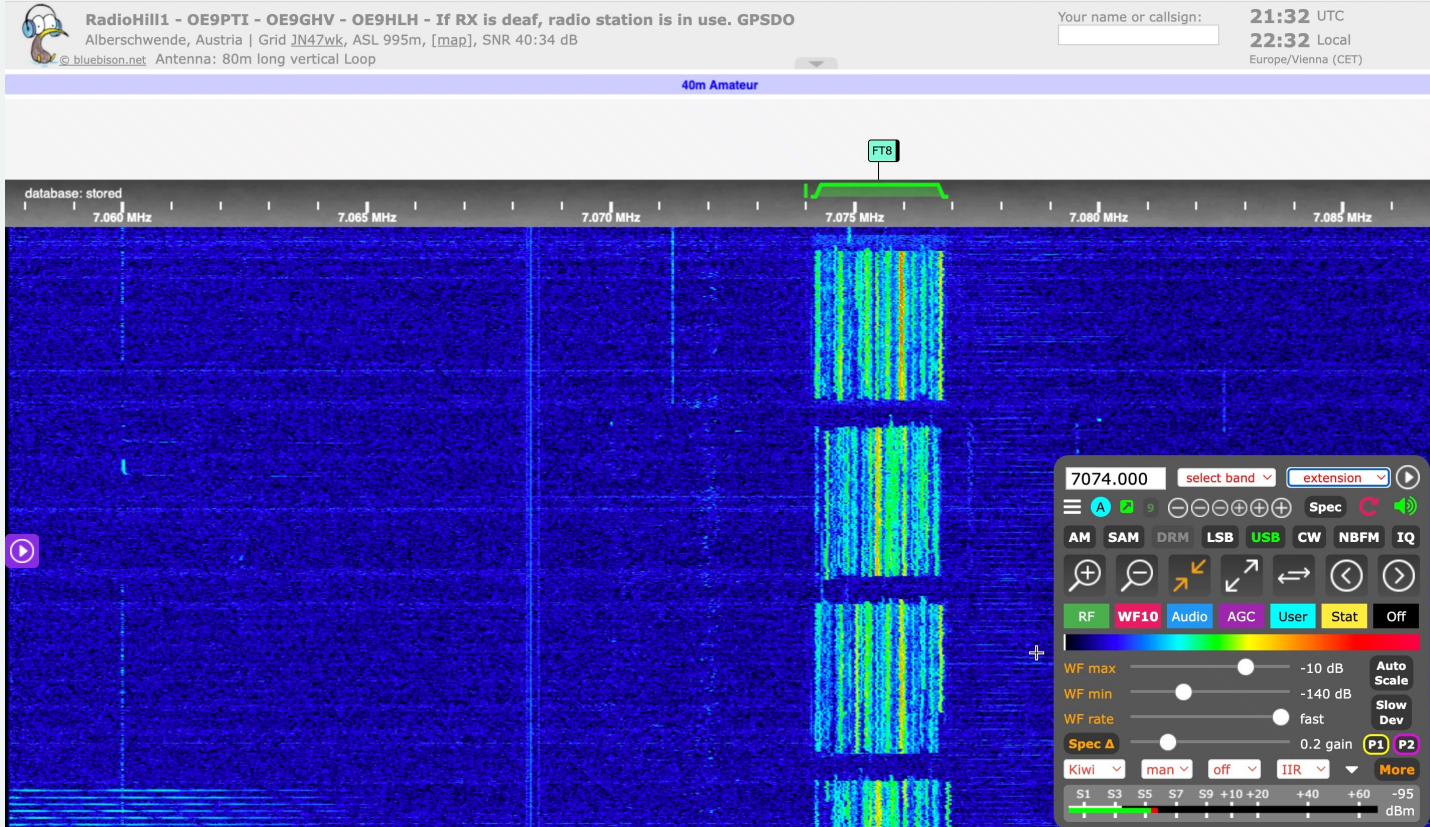 RadioHill1 - OE9PTI - OE9GHV - OE9HLH - If RX is deaf, radio station is in use. GPSDO
Alberschwende, Austria | Grid JN47wk, ASL 995m, [map], SNR 40:34 dB
© bluebison.net Antenna: 80m long vertical Loop
Your name or callsign:
21:32 UTC
22:32 Local
Europe/Vienna (CET)
40m Amateur
FT8
database: stored
7.060 MHz 7.065 MHz 7.070 MHz 7.075 MHz 7.080 MHz 7.085 MHz
7074.000 select band extension
A 9 Spec
AM SAM DRM LSB USB CW NBFM IQ
RF WF10 Audio AGC User Stat Off
WF max -10 dB Auto Scale
WF min -140 dB
WF rate fast Slow Dev
Spec Δ 0.2 gain P1 P2
Kiwi man off IIR More
S1 S3 S5 S7 S9 +10 +20 +40 +60 -95 dBm